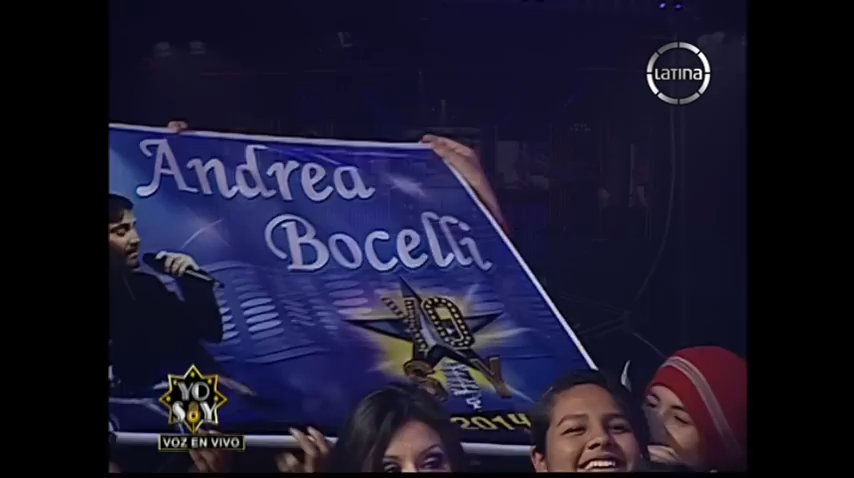 LATINA
Andrea
Bocelli
YO
SOY
2014
YO
SOY
VOZ EN VIVO